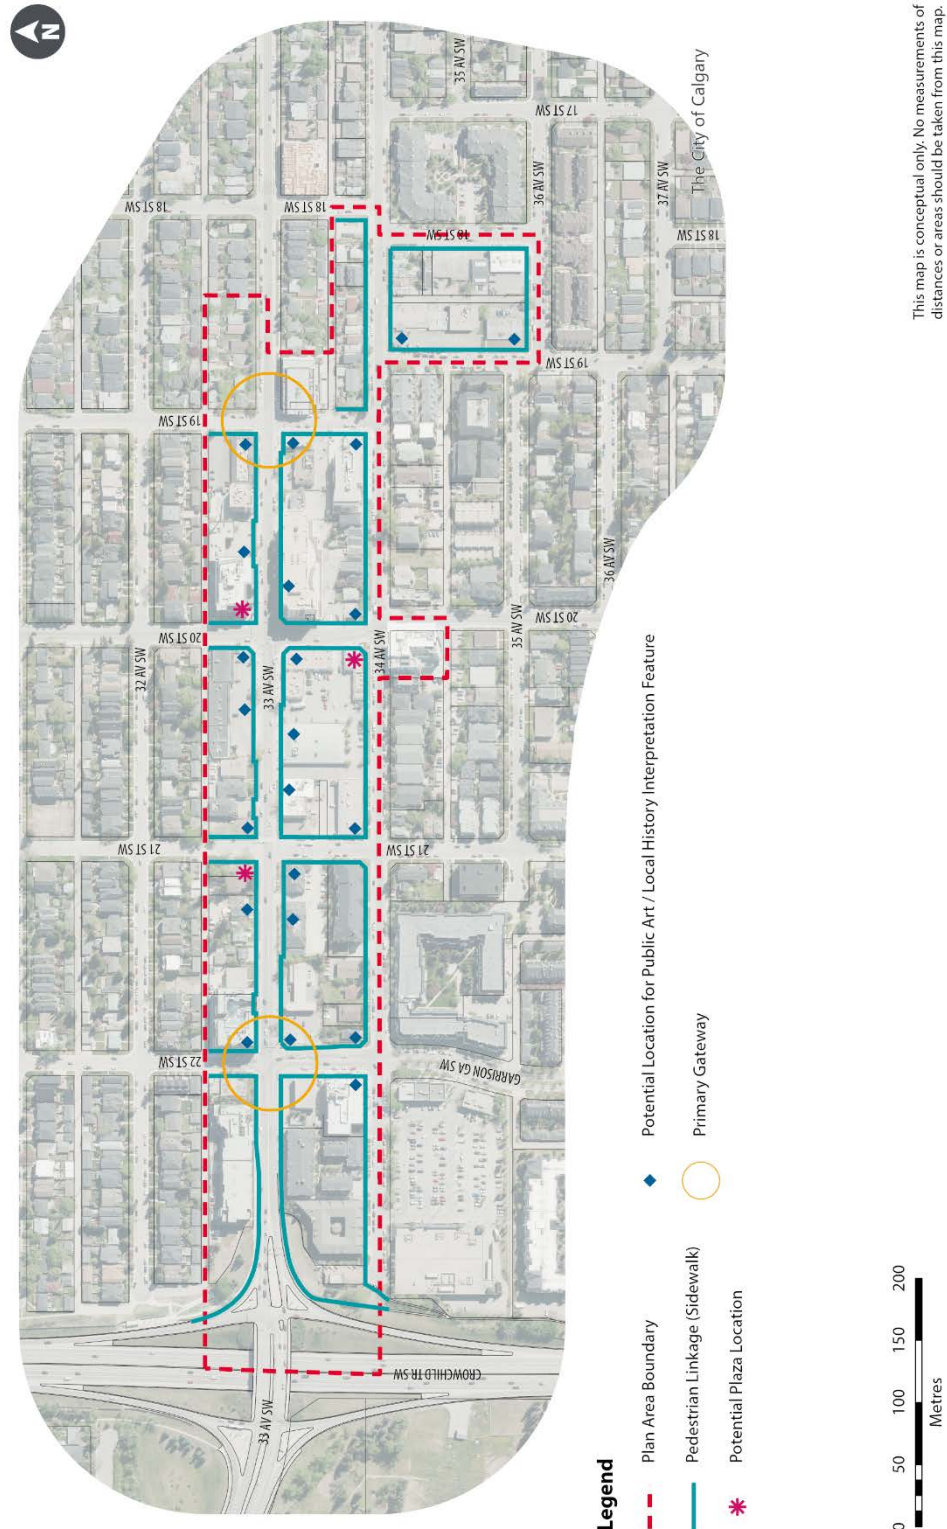 N
35 AV SW
17 ST SW
The City of Calgary
36 AV SW
37 AV SW
18 ST SW
18 ST SW
18 ST SW
18 ST SW
19 ST SW
19 ST SW
36 AV SW
20 ST SW
20 ST SW
35 AV SW
34 AV SW
33 AV SW
32 AV SW
21 ST SW
21 ST SW
22 ST SW
GARRISON GA SW
CROWCHILD TR SW
33 AV SW
Legend
Plan Area Boundary
Pedestrian Linkage (Sidewalk)
Potential Plaza Location
Potential Location for Public Art / Local History Interpretation Feature
Primary Gateway
0 50 100 150 200
Metres
This map is conceptual only. No measurements of
distances or areas should be taken from this map.